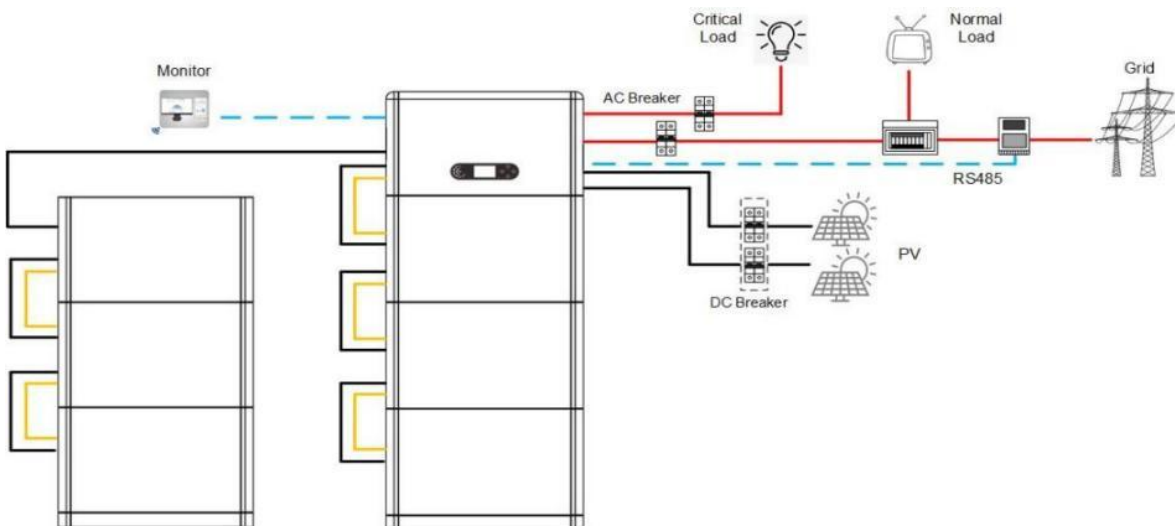 Critical
Load
Normal
Load
Monitor
Grid
AC Breaker
RS485
PV
DC Breaker